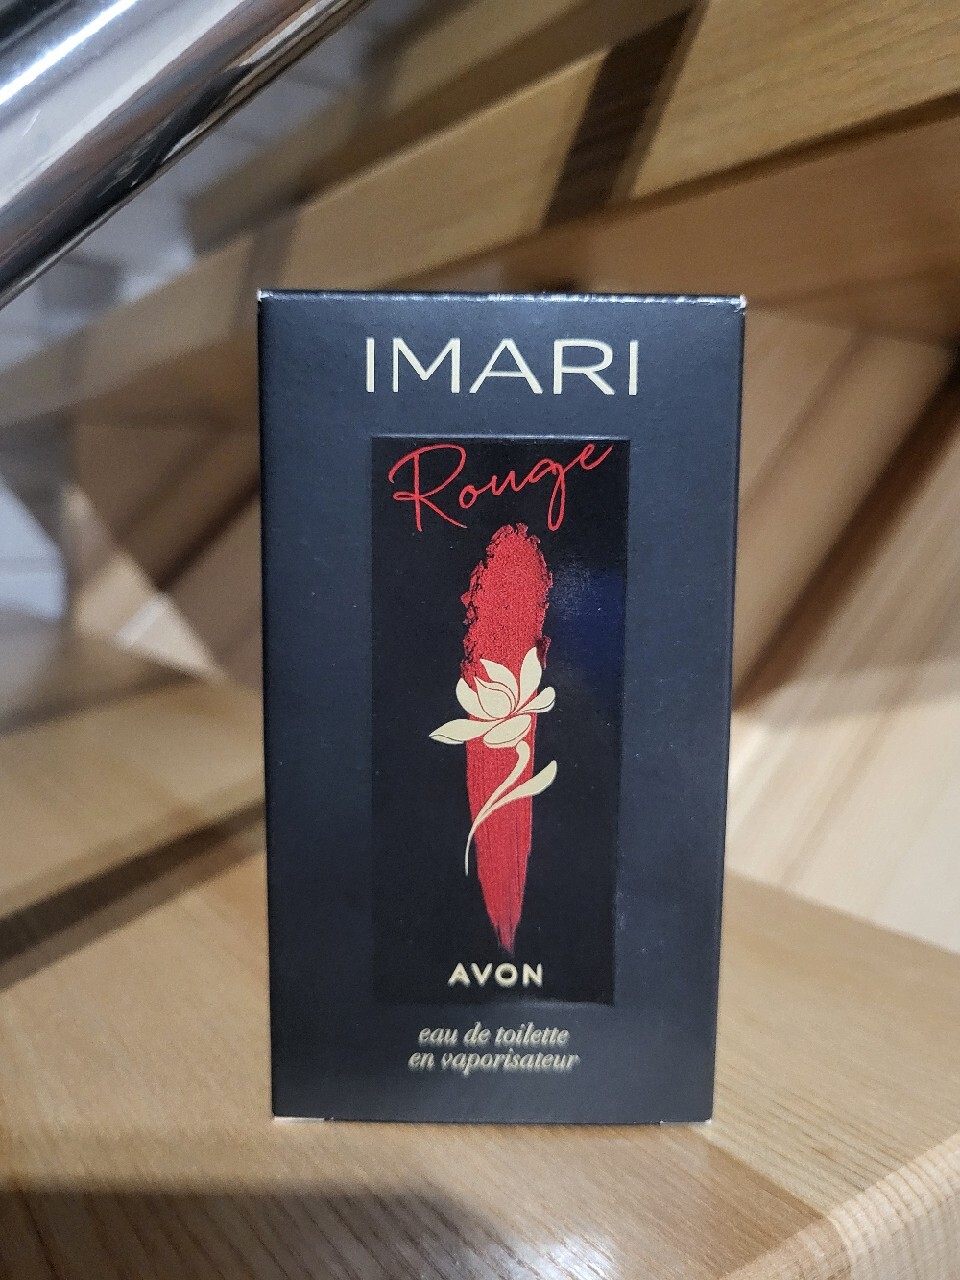 IMARI
Rouge
AVON
eau de toilette
en vaporisateur